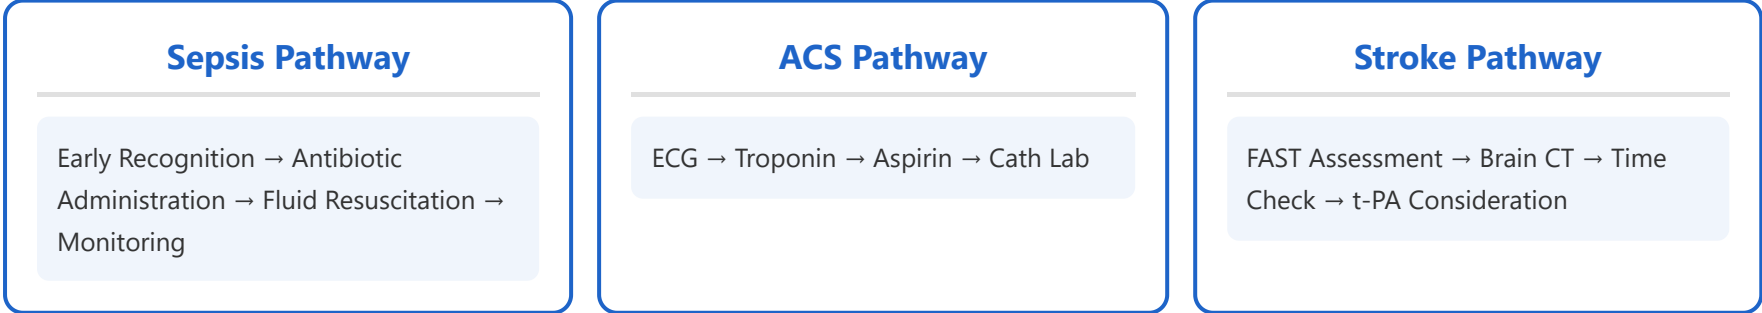 Sepsis Pathway
Early Recognition → Antibiotic
Administration → Fluid Resuscitation →
Monitoring
ACS Pathway
ECG → Troponin → Aspirin → Cath Lab
Stroke Pathway
FAST Assessment → Brain CT → Time
Check → t-PA Consideration